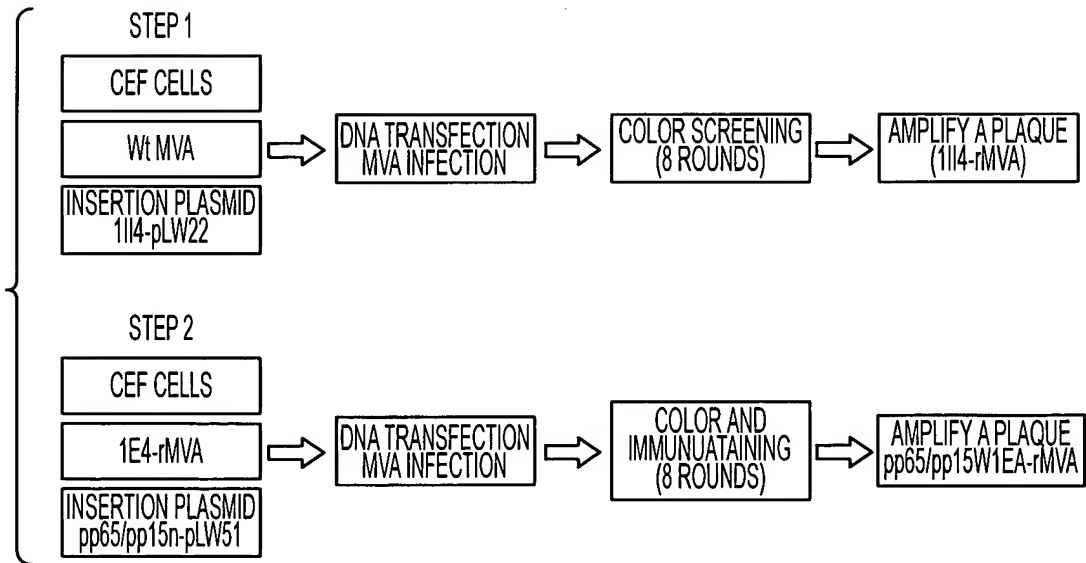 STEP 1
CEF CELLS
Wt MVA
INSERTION PLASMID
1II4-pLW22
DNA TRANSFECTION
MVA INFECTION
COLOR SCREENING
(8 ROUNDS)
AMPLIFY A PLAQUE
(1II4-rMVA)
STEP 2
CEF CELLS
1E4-rMVA
INSERTION PLASMID
pp65/pp15n-pLW51
DNA TRANSFECTION
MVA INFECTION
COLOR AND
IMMUNUATAINING
(8 ROUNDS)
AMPLIFY A PLAQUE
pp65/pp15W1EA-rMVA